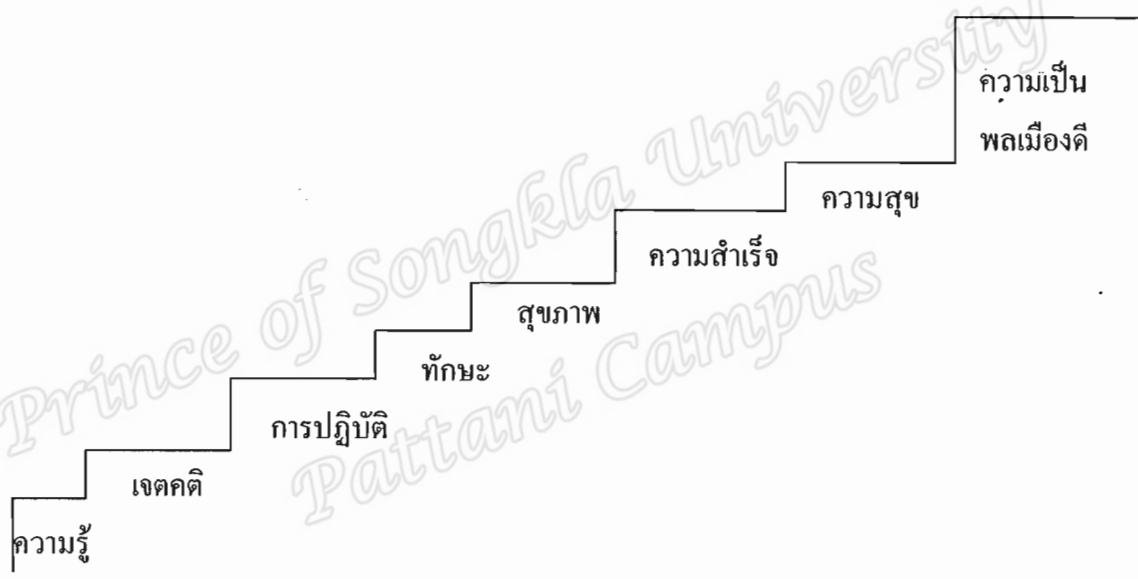 ความเป็น
พลเมืองดี
ความสุข
ความสำเร็จ
สุขภาพ
ทักษะ
การปฏิบัติ
เจตคติ
ความรู้
Prince of Songkla University
Pattani Campus